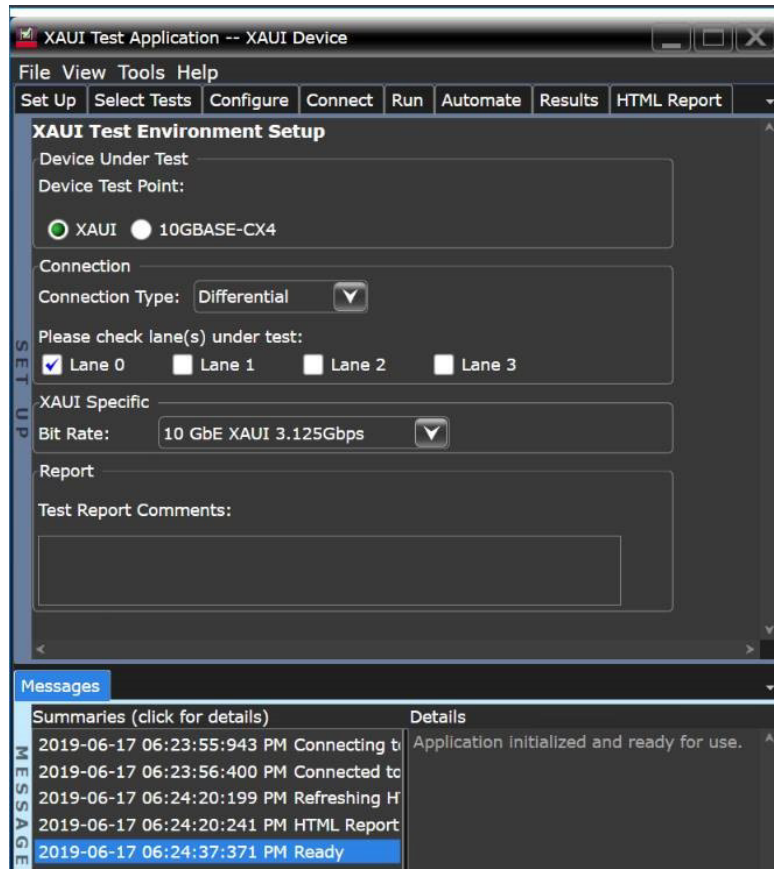 XAUI Test Application -- XAUI Device
File View Tools Help
Set Up Select Tests Configure Connect Run Automate Results HTML Report
XAUI Test Environment Setup
Device Under Test
Device Test Point:
XAUI 10GBASE-CX4
Connection
Connection Type: Differential
Please check lane(s) under test:
Lane 0 Lane 1 Lane 2 Lane 3
SET UP
XAUI Specific
Bit Rate: 10 GbE XAUI 3.125Gbps
Report
Test Report Comments:
Messages
Summaries (click for details) Details
2019-06-17 06:23:55:943 PM Connecting Application initialized and ready for use.
2019-06-17 06:23:56:400 PM Connected
2019-06-17 06:24:20:199 PM Refreshing H
2019-06-17 06:24:20:241 PM HTML Report
2019-06-17 06:24:37:371 PM Ready
MESSAGE